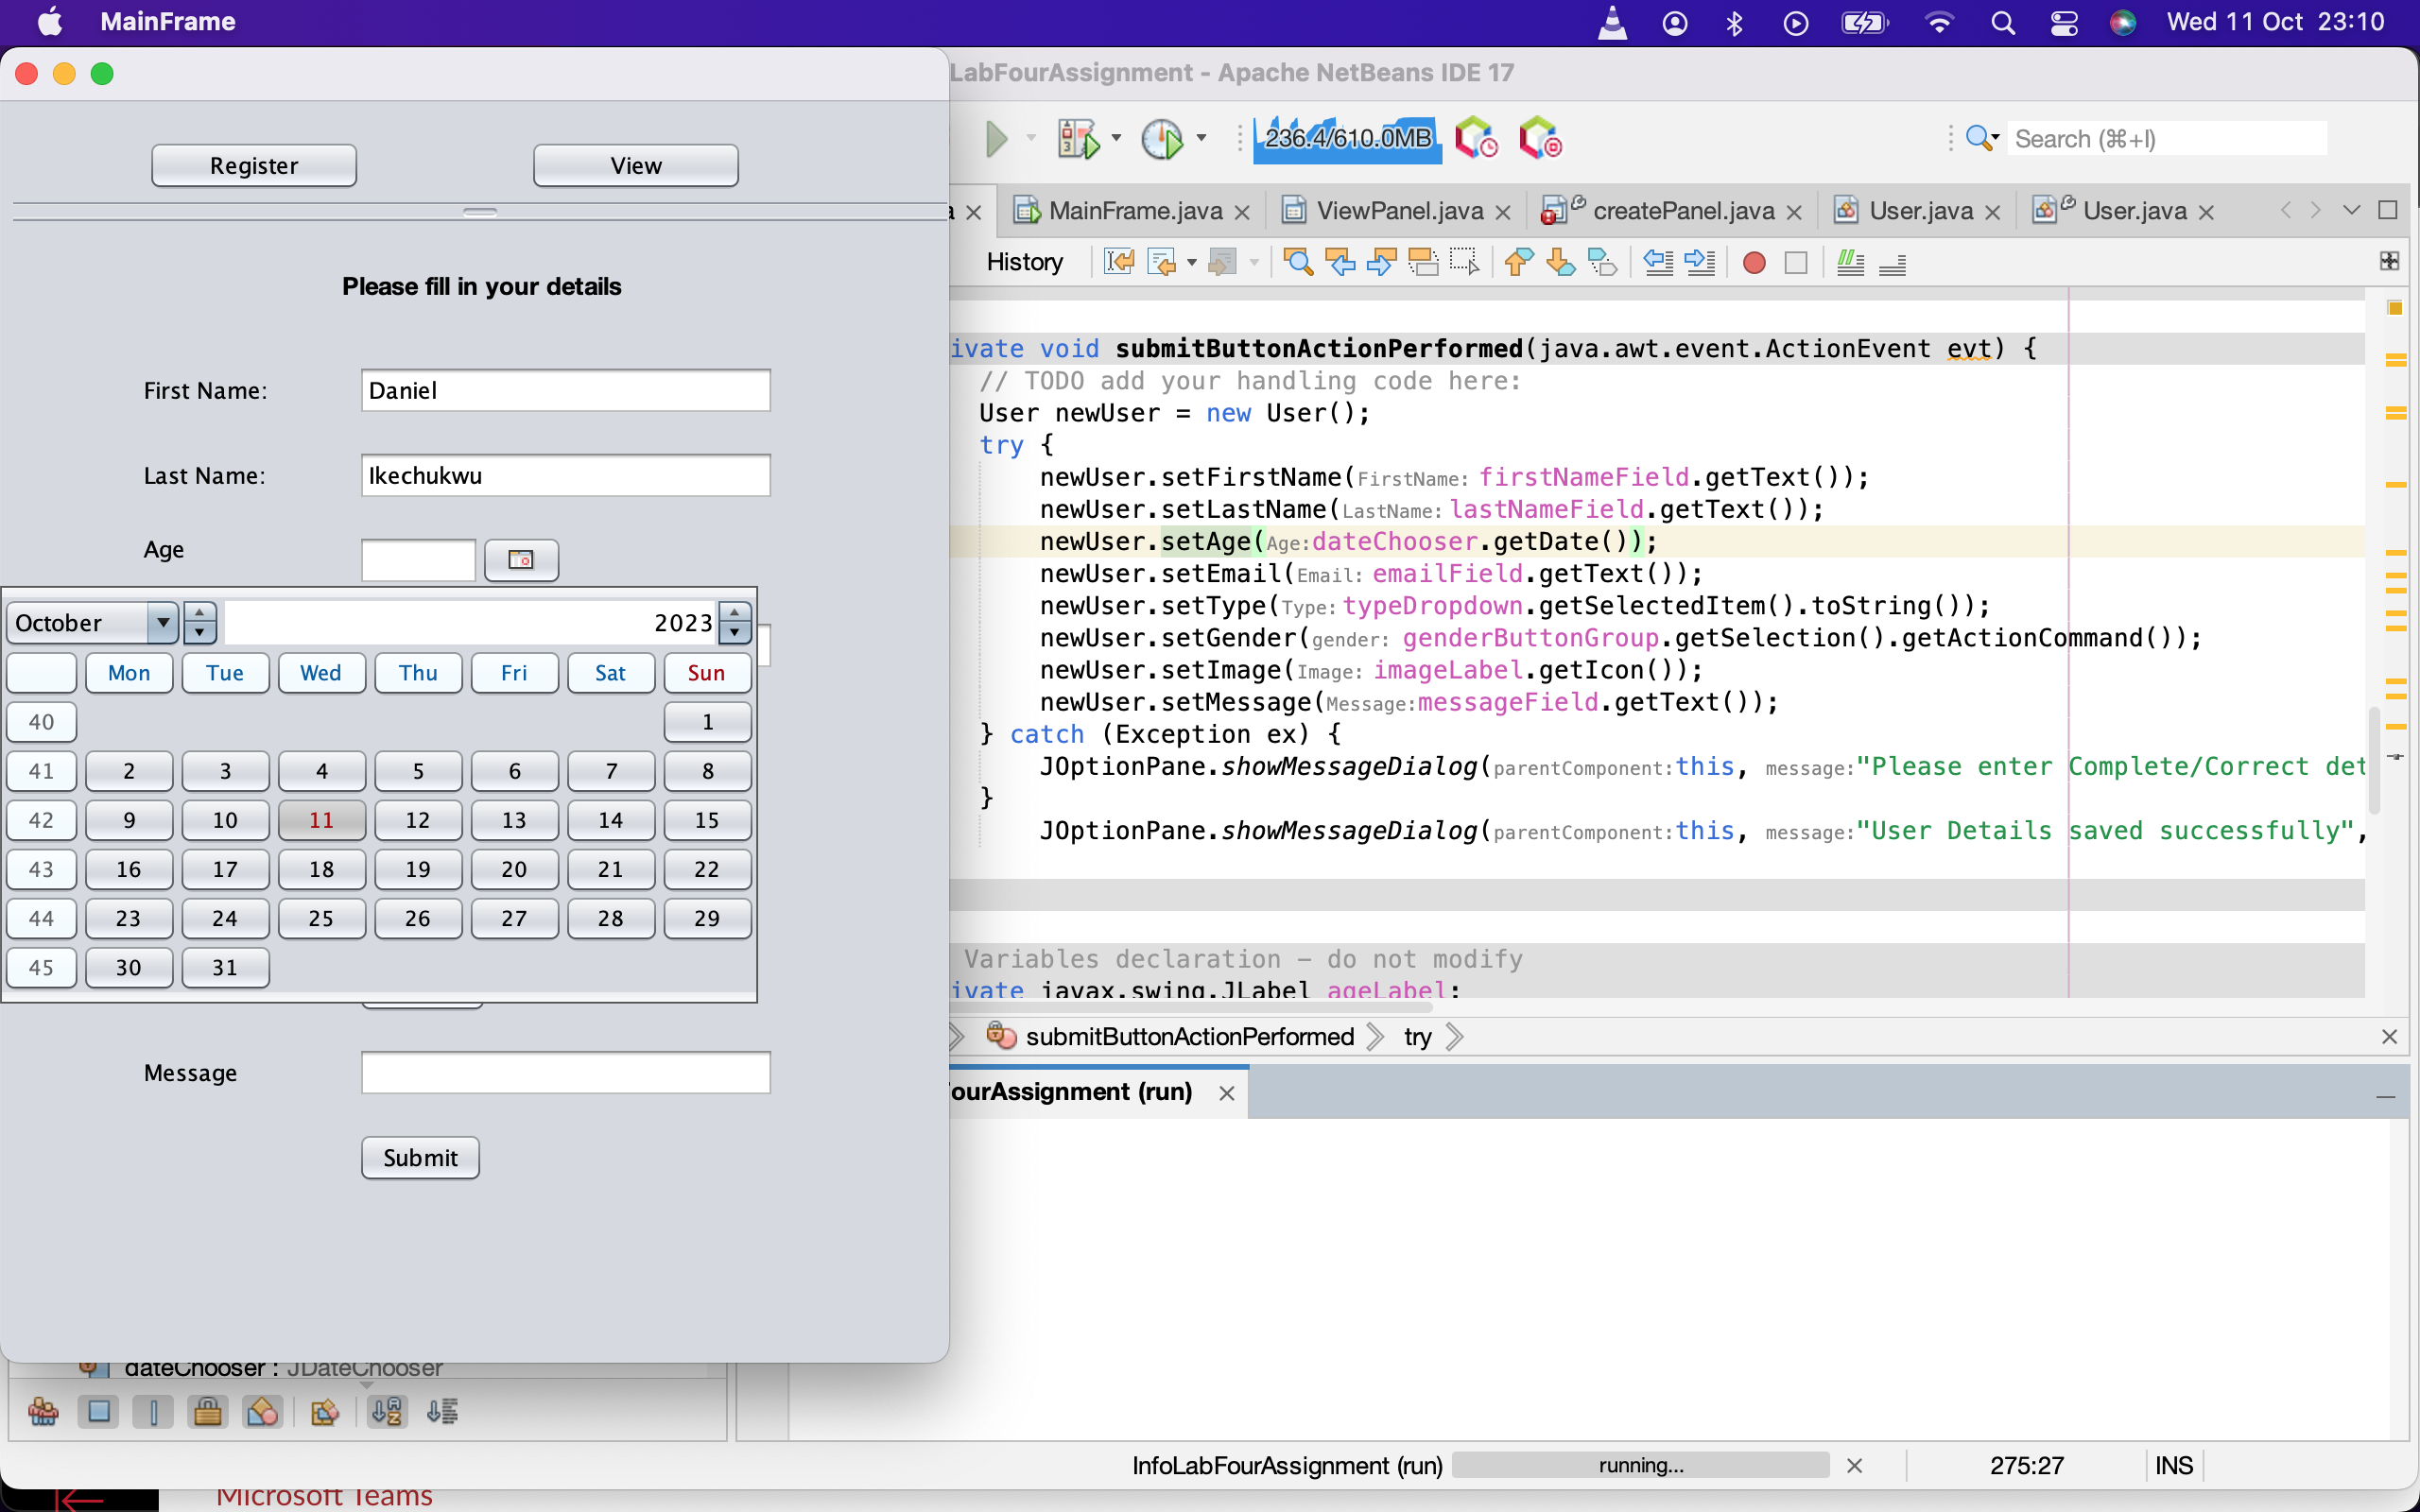 MainFrame
Wed 11 Oct 23:10
LabFourAssignment - Apache NetBeans IDE 17
Register
View
Please fill in your details
First Name:
Daniel
Last Name:
Ikechukwu
Age
October
2023
Mon Tue Wed Thu Fri Sat Sun
40 1
41 2 3 4 5 6 7 8
42 9 10 11 12 13 14 15
43 16 17 18 19 20 21 22
44 23 24 25 26 27 28 29
45 30 31
Message
Submit
dateChooser : JDateChooser
236.4/610.0MB
Search (⌘+I)
a
MainFrame.java
ViewPanel.java
createPanel.java
User.java
User.java
History
ivate void submitButtonActionPerformed(java.awt.event.ActionEvent evt) {
// TODO add your handling code here:
User newUser = new User();
try {
newUser.setFirstName(FirstName: firstNameField.getText());
newUser.setLastName(LastName: lastNameField.getText());
newUser.setAge(Age:dateChooser.getDate());
newUser.setEmail(Email: emailField.getText());
newUser.setType(Type: typeDropdown.getSelectedItem().toString());
newUser.setGender(gender: genderButtonGroup.getSelection().getActionCommand());
newUser.setImage(Image: imageLabel.getIcon());
newUser.setMessage(Message:messageField.getText());
} catch (Exception ex) {
JOptionPane.showMessageDialog(parentComponent:this, message:"Please enter Complete/Correct det
}
JOptionPane.showMessageDialog(parentComponent:this, message:"User Details saved successfully",
Variables declaration – do not modify
ivate javax.swing.JLabel ageLabel;
submitButtonActionPerformed
try
ourAssignment (run)
InfoLabFourAssignment (run)
running...
275:27
INS
Microsoft Teams